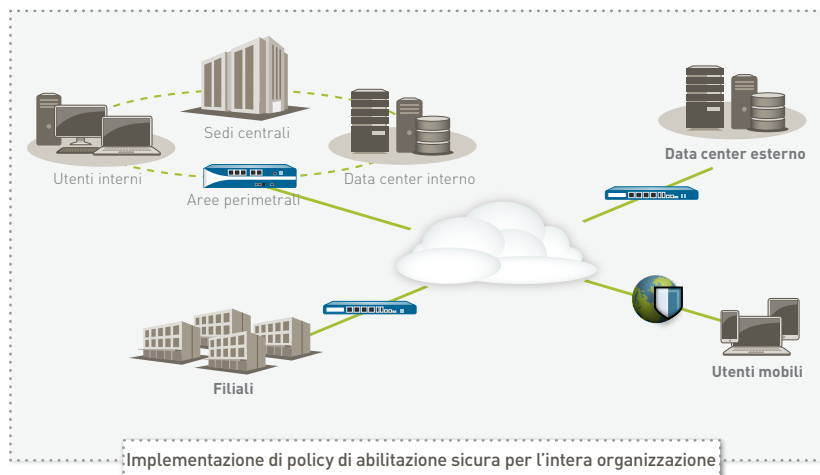 Sedi centrali
Utenti interni
Data center interno
Aree perimetrali
Data center esterno
Filiali
Utenti mobili
Implementazione di policy di abilitazione sicura per l'intera organizzazione